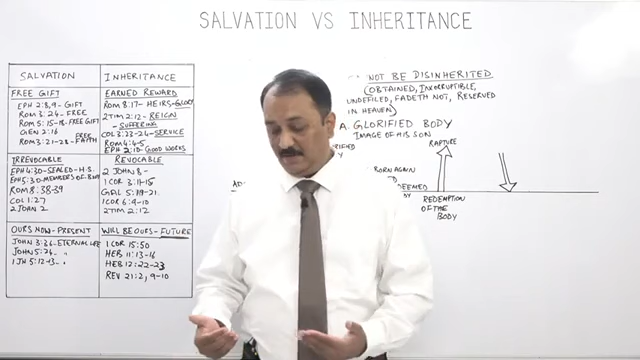 SALVATION VS INHERITANCE
SALVATION
FREE GIFT
EPH 2:8,9- GIFT
ROM 3:24- FREE
ROM 5:15-18-FREE GIFT
GEN 2:16
FREE
ROM 3:21-28-FAITH
INHERITANCE
EARNED REWARD
ROM 8:17- HEIRS-GLORY
2TIM 2:12- REIGN
-SUFFERING
COL 3:23-24-SERVICE
ROM 4:4-5
EPH 2:10-GOOD WORKS
IRREVOCABLE
EPH 4:30-SEALED-H.S.
EPH 5:30-MEMBERS OF
ROM 8:38-39
COL 1:27
2 JOHN 2
REVOCABLE
2 JOHN 8-
1 COR 3:11-15
GAL 5:19-21
1 COR 6:9-10
2 TIM 2:12
OURS NOW-PRESENT
JOHN 3:36-ETERNAL LIFE
JOHN 5:24- "
1 JN 5:12-13- "
WILL BE OURS-FUTURE
1 COR 15:50
HEB 11:13-16
HEB 12:22-23
REV 21:2, 9-10
NOT BE DISINHERITED
(OBTAINED, INCORRUPTIBLE,
UNDEFILED, FADETH NOT, RESERVED
IN HEAVEN)
A. GLORIFIED BODY
IMAGE OF HIS SON
RAPTURE
BORN AGAIN
REDEMPTION
OF THE
BODY